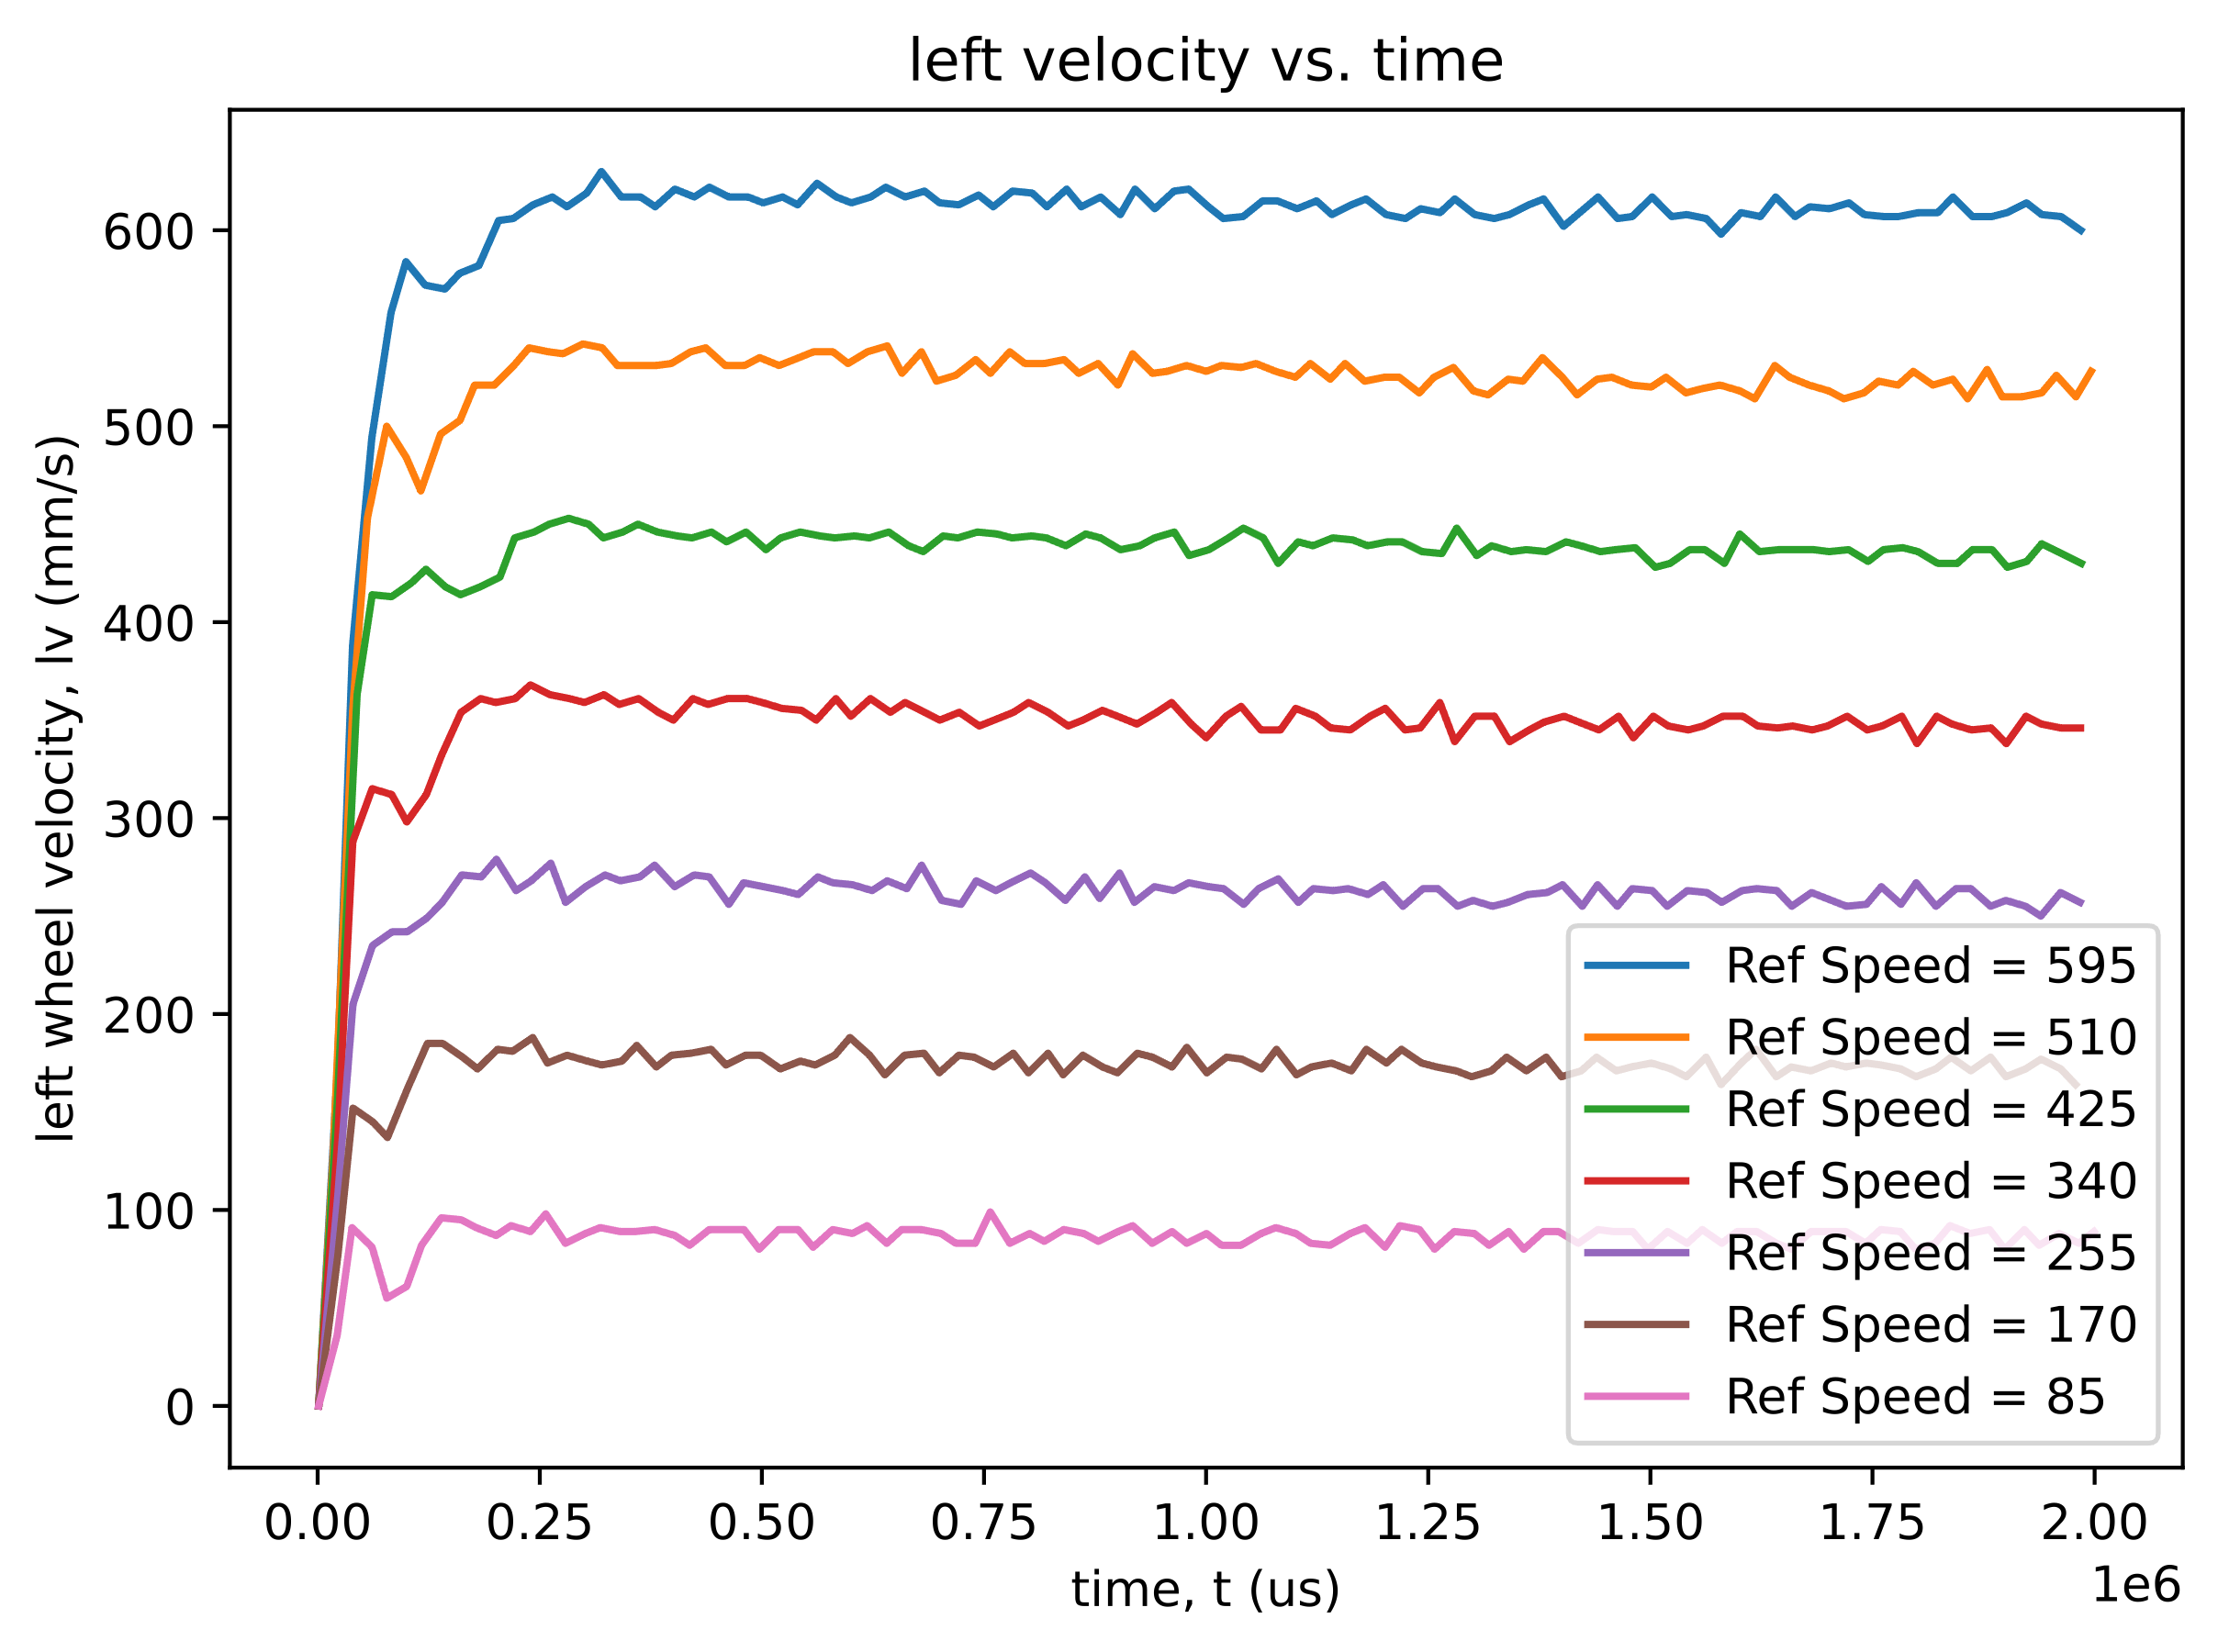 left velocity vs. time
left wheel velocity, lv (mm/s)
600
500
400
300
200
100
0
Ref Speed = 595
Ref Speed = 510
Ref Speed = 425
Ref Speed = 340
Ref Speed = 255
Ref Speed = 170
Ref Speed = 85
0.00 0.25 0.50 0.75 1.00 1.25 1.50 1.75 2.00
1e6
time, t (us)